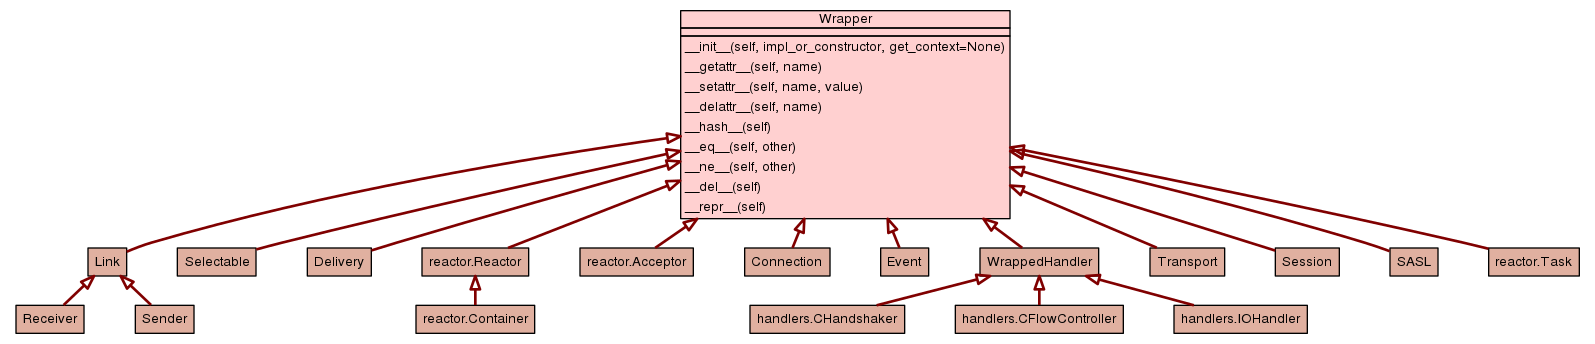 Wrapper
__init__(self, impl_or_constructor, get_context=None)
__getattr__(self, name)
__setattr__(self, name, value)
__delattr__(self, name)
__hash__(self)
__eq__(self, other)
__ne__(self, other)
__del__(self)
__repr__(self)
Link
Selectable
Delivery
reactor.Reactor
reactor.Acceptor
Connection
Event
WrappedHandler
Transport
Session
SASL
reactor.Task
Receiver
Sender
reactor.Container
handlers.CHandshaker
handlers.CFlowController
handlers.IOHandler